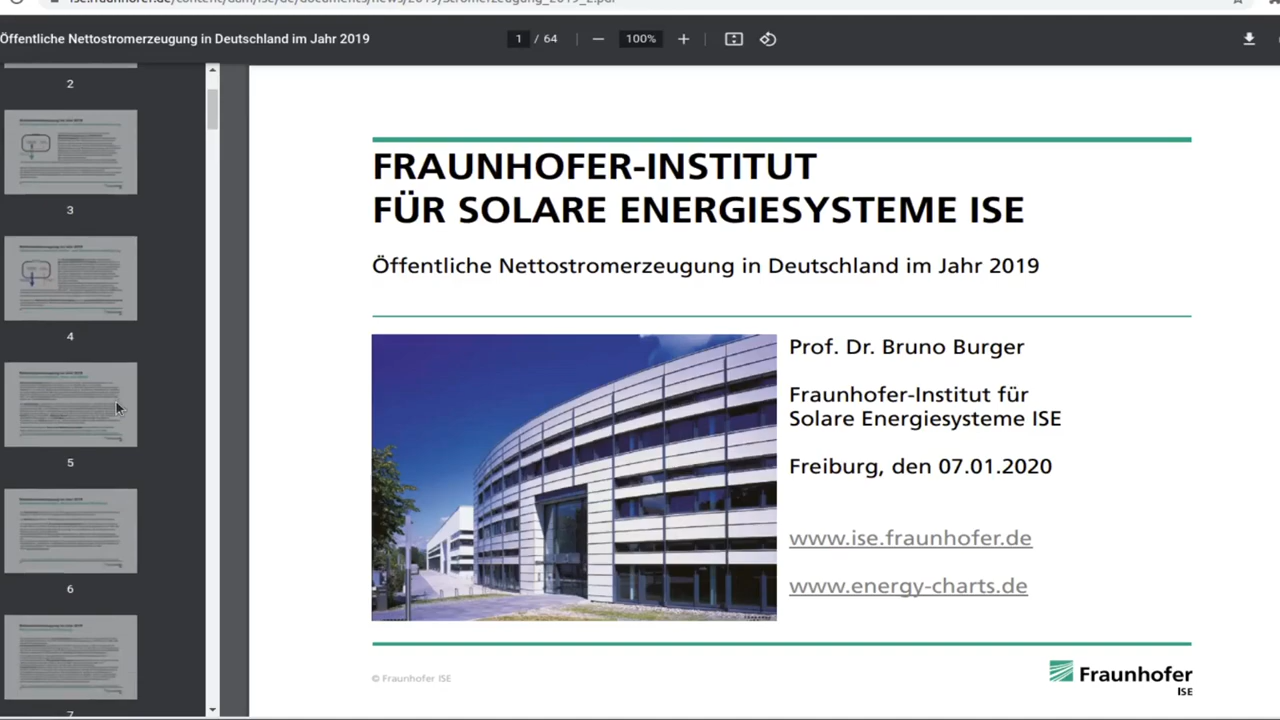 Öffentliche Nettostromerzeugung in Deutschland im Jahr 2019
1 / 64
100%
2
3
4
5
6
7
FRAUNHOFER-INSTITUT
FÜR SOLARE ENERGIESYSTEME ISE
Öffentliche Nettostromerzeugung in Deutschland im Jahr 2019
Prof. Dr. Bruno Burger
Fraunhofer-Institut für
Solare Energiesysteme ISE
Freiburg, den 07.01.2020
www.ise.fraunhofer.de
www.energy-charts.de
© Fraunhofer ISE
Fraunhofer
ISE